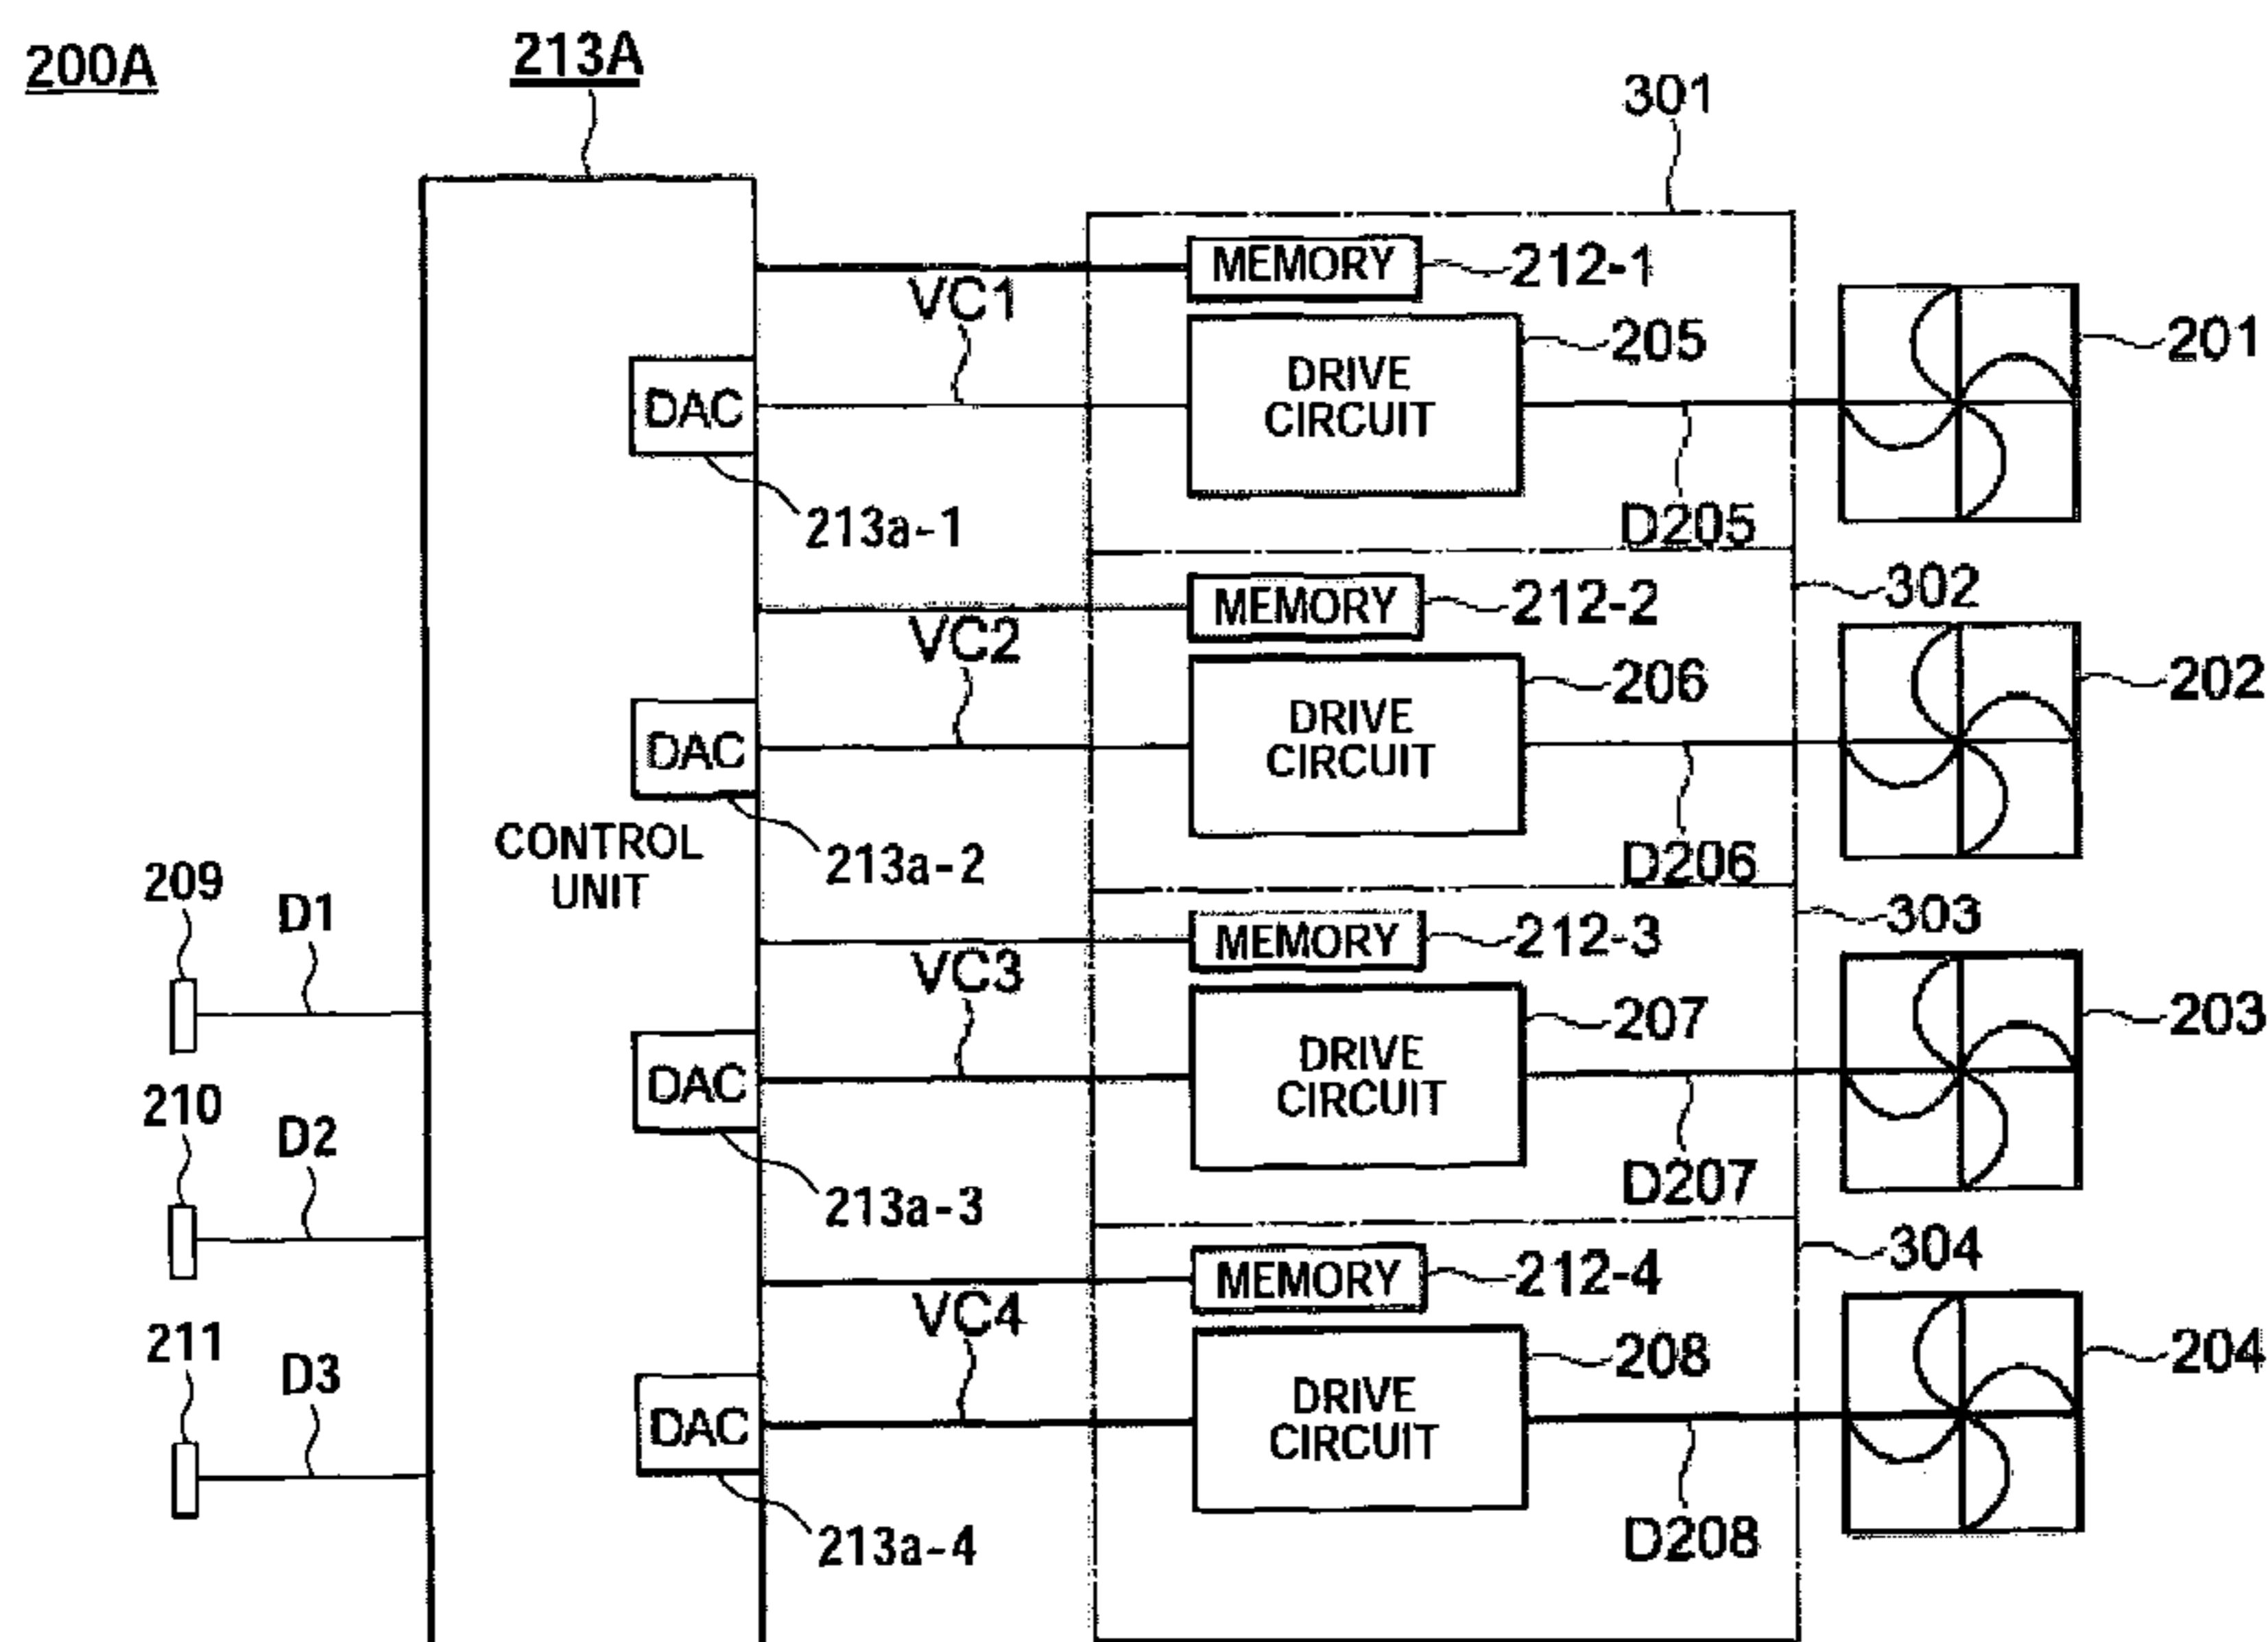 200A
213A
301
MEMORY
212-1
VC1
205
201
DRIVE
CIRCUIT
DAC
213a-1
D205
302
MEMORY
212-2
VC2
206
202
DRIVE
CIRCUIT
DAC
CONTROL
UNIT
213a-2
D206
209
D1
303
MEMORY
212-3
VC3
207
203
DRIVE
CIRCUIT
DAC
210
D2
213a-3
D207
304
MEMORY
212-4
VC4
208
204
211
D3
DRIVE
CIRCUIT
DAC
213a-4
D208